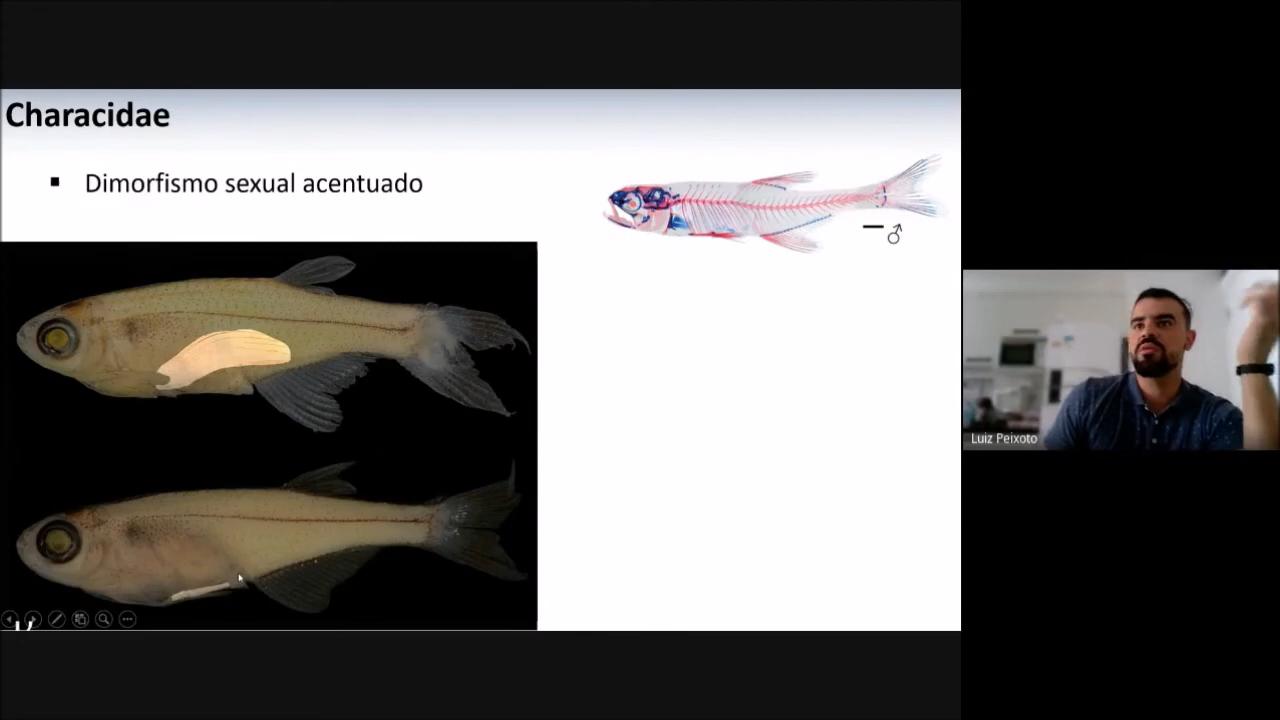 Characidae
▪ Dimorfismo sexual acentuado
♂
Luiz Peixoto